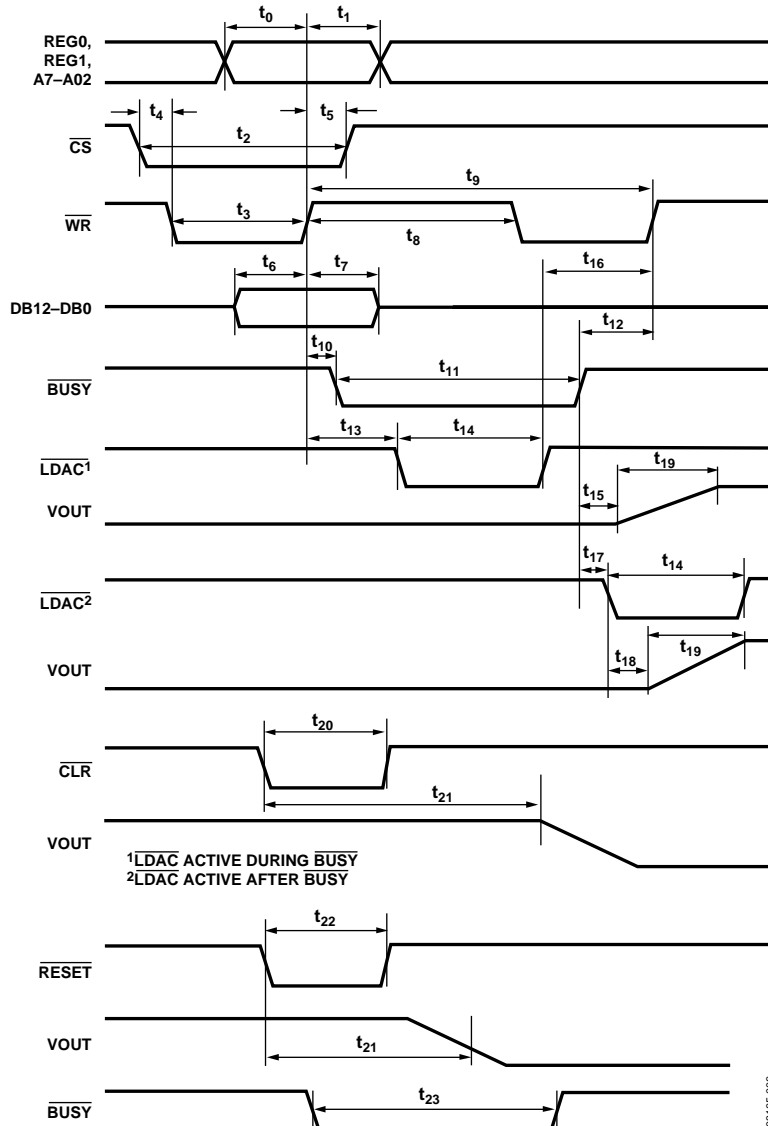 t0 t1
REG0,
REG1,
A7–A02
t4 t5
t2
CS
t9
WR
t3
t8
t6 t7 t16
DB12–DB0
t12
t10
t11
BUSY
t13 t14
LDAC1
t19
t15
VOUT
t17 t14
LDAC2
t19
t18
VOUT
t20
CLR
t21
VOUT
1LDAC ACTIVE DURING BUSY
2LDAC ACTIVE AFTER BUSY
t22
RESET
VOUT
t21
t23
BUSY